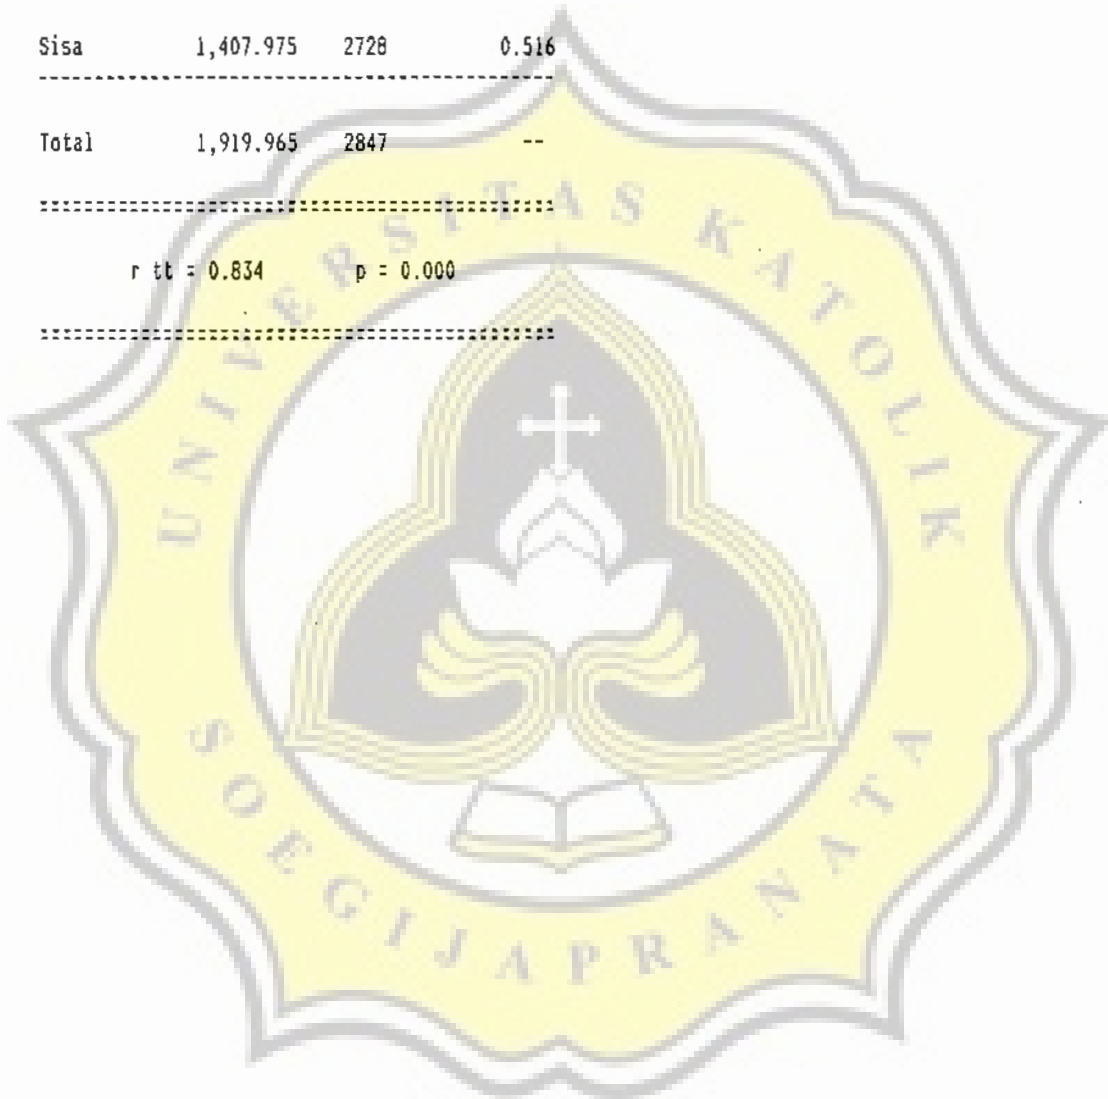 Sisa 1,407.975 2728 0.516
Total 1,919.965 2847 --
r tt = 0.834 p = 0.000
UNIVERSITAS KATOLIK
SOEGIJAPRANATA